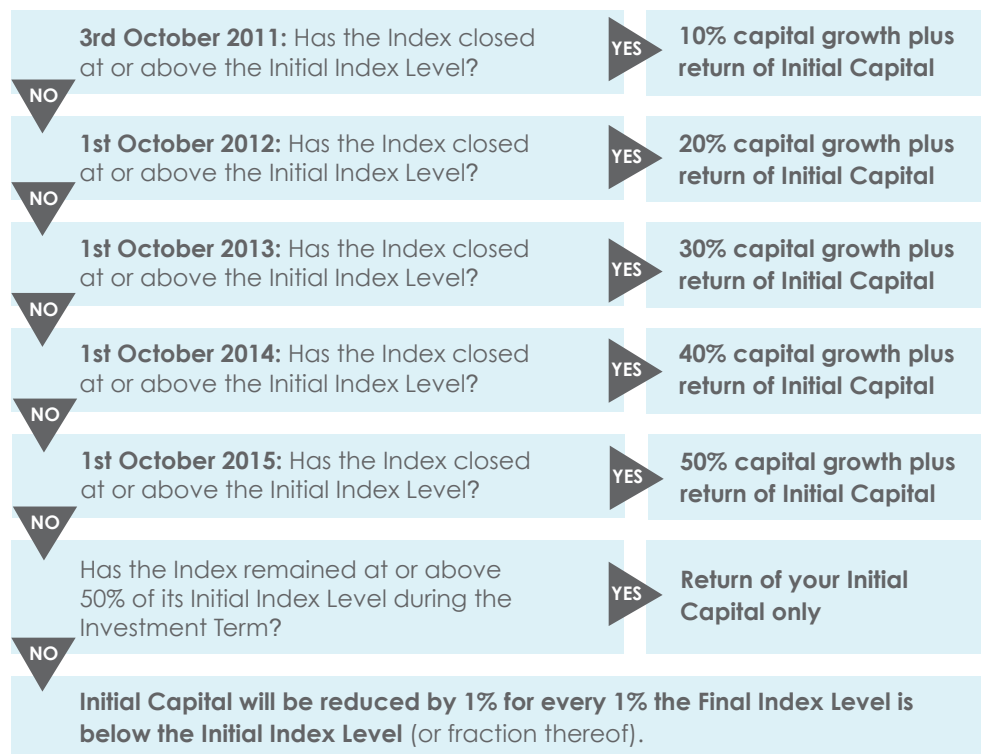 3rd October 2011: Has the Index closed
at or above the Initial Index Level?
YES
10% capital growth plus
return of Initial Capital
NO
1st October 2012: Has the Index closed
at or above the Initial Index Level?
YES
20% capital growth plus
return of Initial Capital
NO
1st October 2013: Has the Index closed
at or above the Initial Index Level?
YES
30% capital growth plus
return of Initial Capital
NO
1st October 2014: Has the Index closed
at or above the Initial Index Level?
YES
40% capital growth plus
return of Initial Capital
NO
1st October 2015: Has the Index closed
at or above the Initial Index Level?
YES
50% capital growth plus
return of Initial Capital
NO
Has the Index remained at or above
50% of its Initial Index Level during the
Investment Term?
YES
Return of your Initial
Capital only
NO
Initial Capital will be reduced by 1% for every 1% the Final Index Level is
below the Initial Index Level (or fraction thereof).